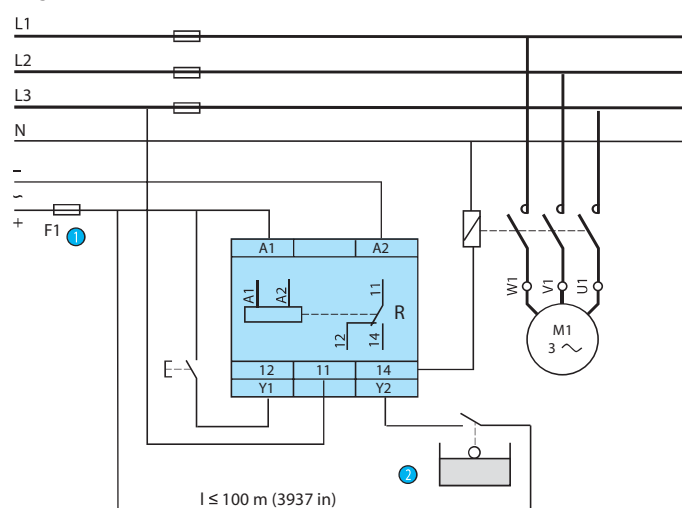 L1
L2
L3
N
–
~
+
F1 1
A1 A2
A1 A2 11
R
12 14
12 11 14
Y1 Y2
W1 V1 U1
M1
3 ~
2
l ≤ 100 m (3937 in)